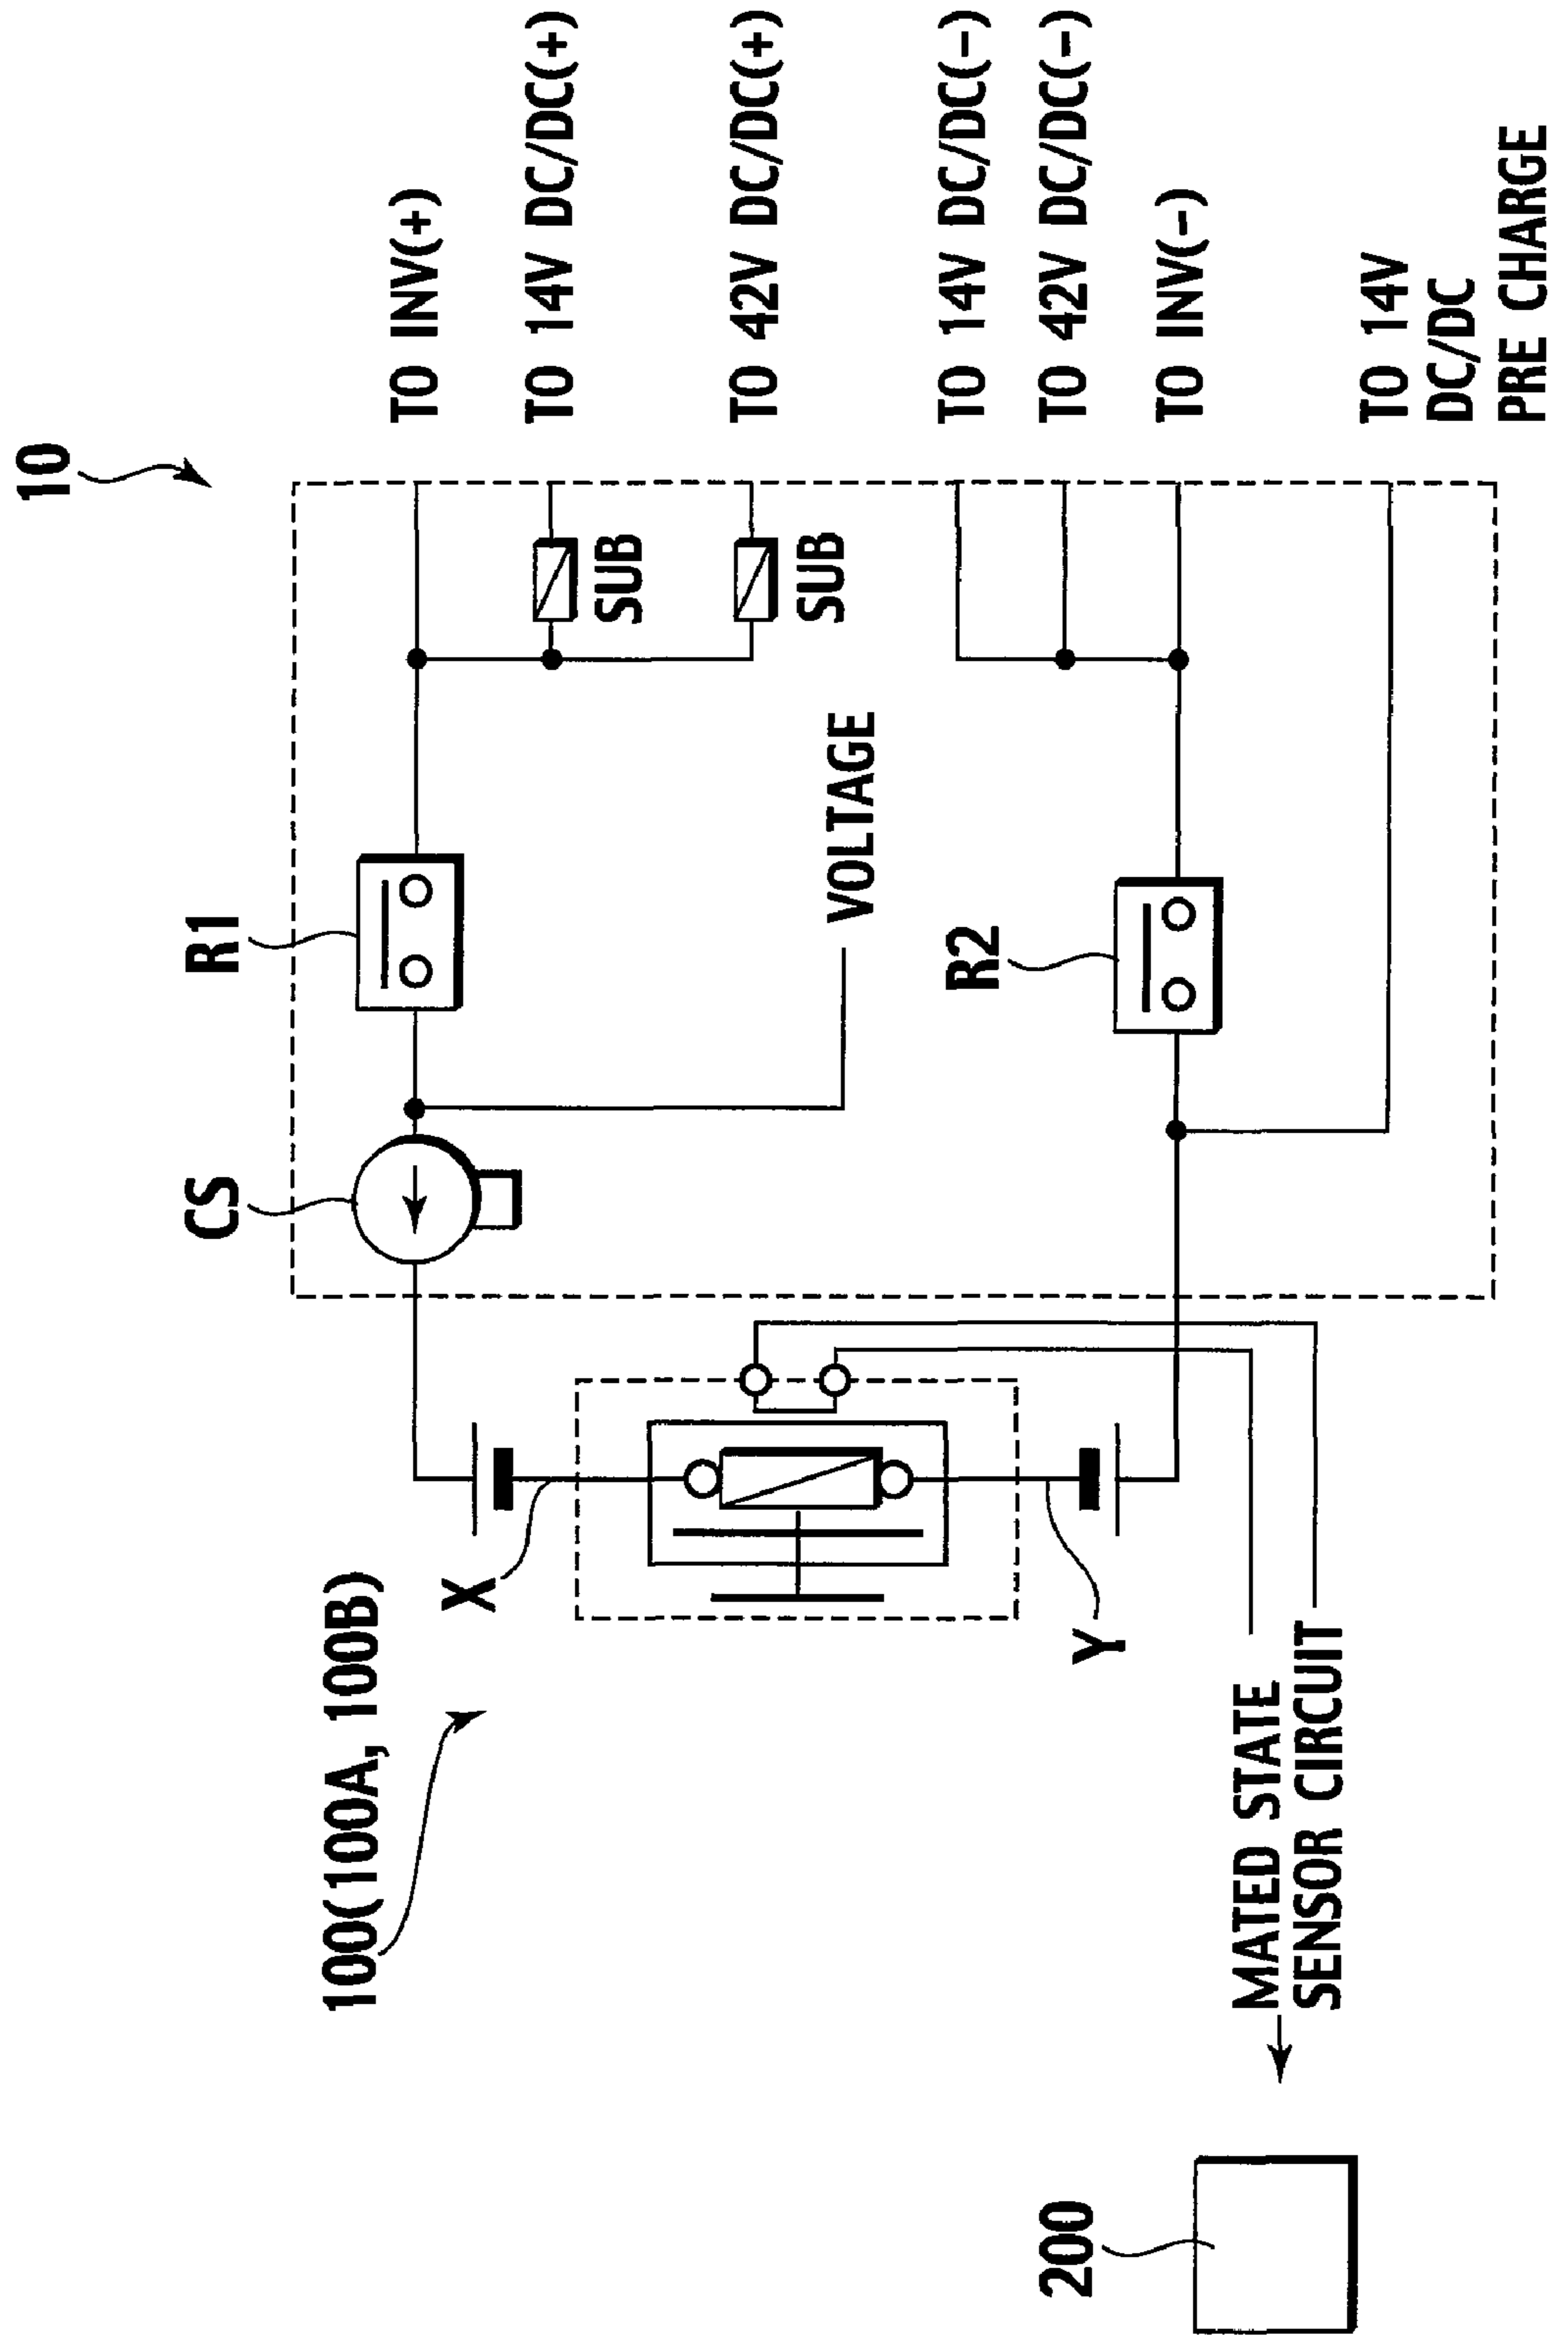 10
TO INV(+)
TO 14V DC/DC(+)
TO 42V DC/DC(+)
TO 14V DC/DC(-)
TO 42V DC/DC(-)
TO INV(-)
TO 14V
DC/DC
PRE CHARGE
SUB
SUB
R1
VOLTAGE
R2
CS
X
Y
100(100A, 100B)
MATED STATE
SENSOR CIRCUIT
200